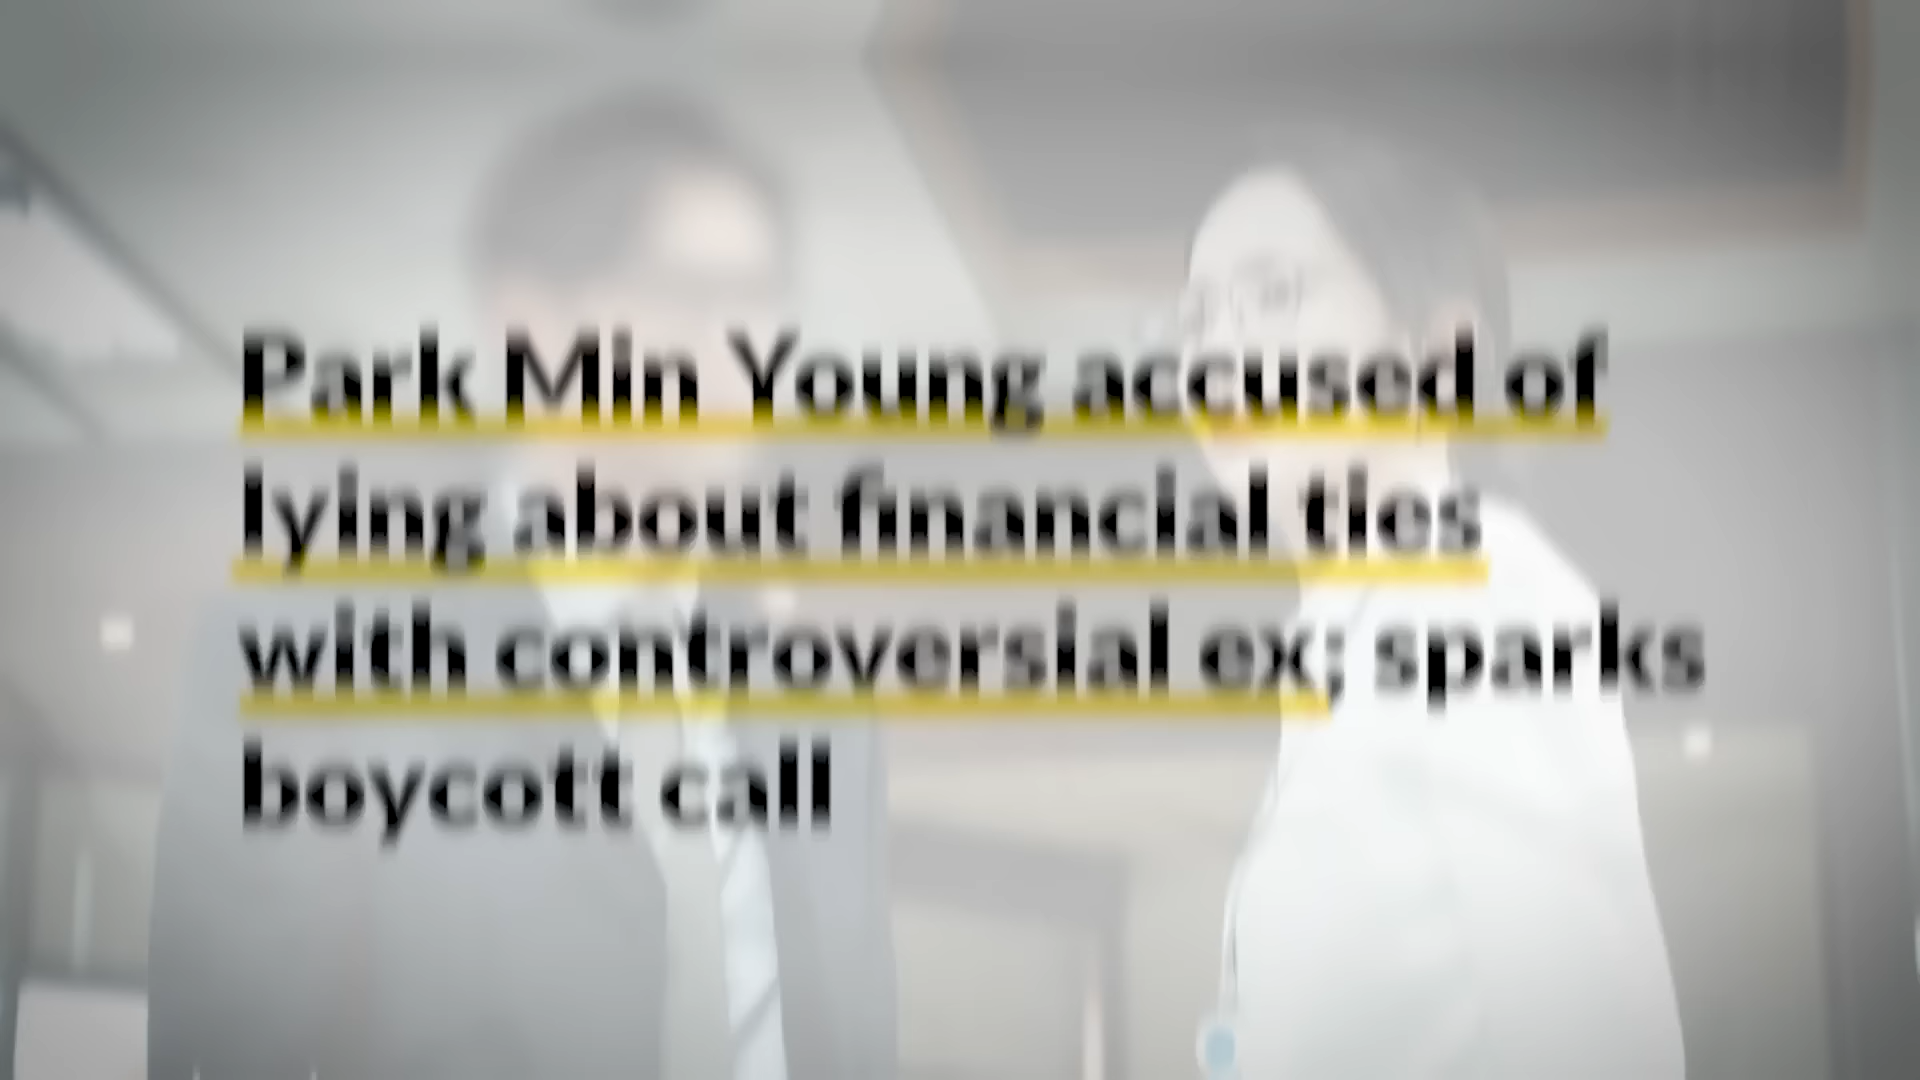 Park Min Young accused of
lying about financial ties
with controversial ex; sparks
boycott call